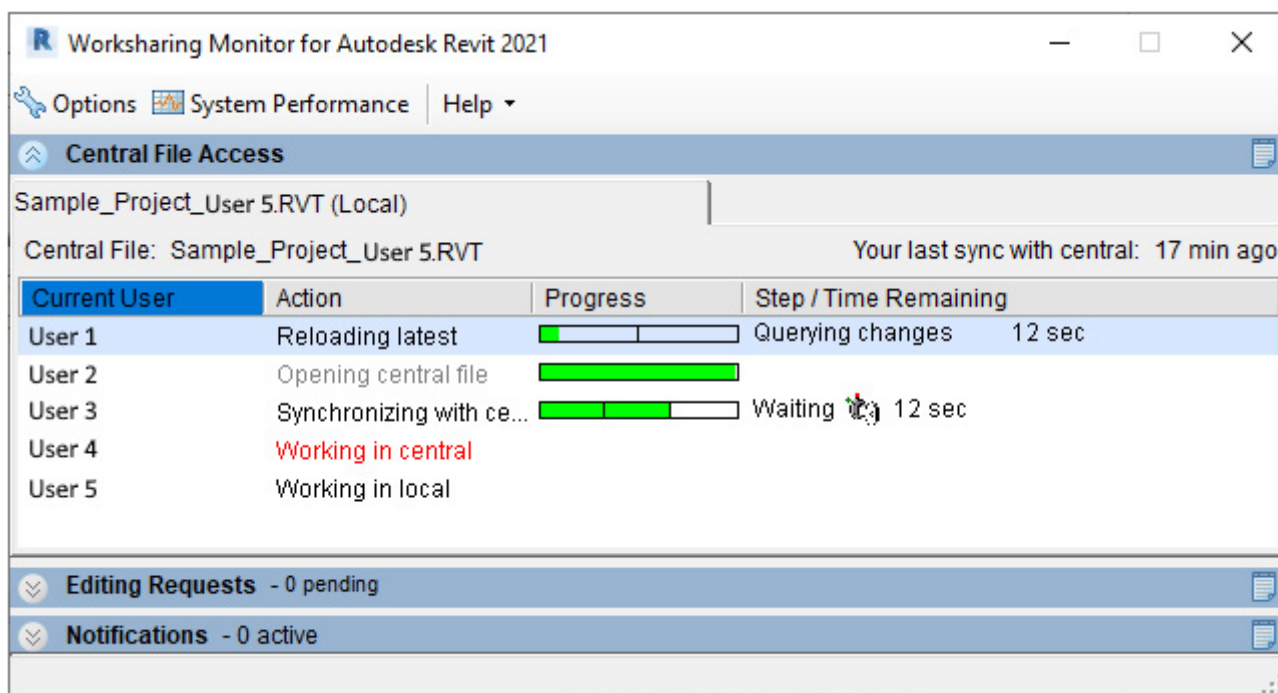 R Worksharing Monitor for Autodesk Revit 2021
Options System Performance Help
Central File Access
Sample_Project_User 5.RVT (Local)
Central File: Sample_Project_User 5.RVT Your last sync with central: 17 min ago
Current User Action Progress Step / Time Remaining
User 1 Reloading latest Querying changes 12 sec
User 2 Opening central file
User 3 Synchronizing with ce... Waiting 12 sec
User 4 Working in central
User 5 Working in local
Editing Requests - 0 pending
Notifications - 0 active